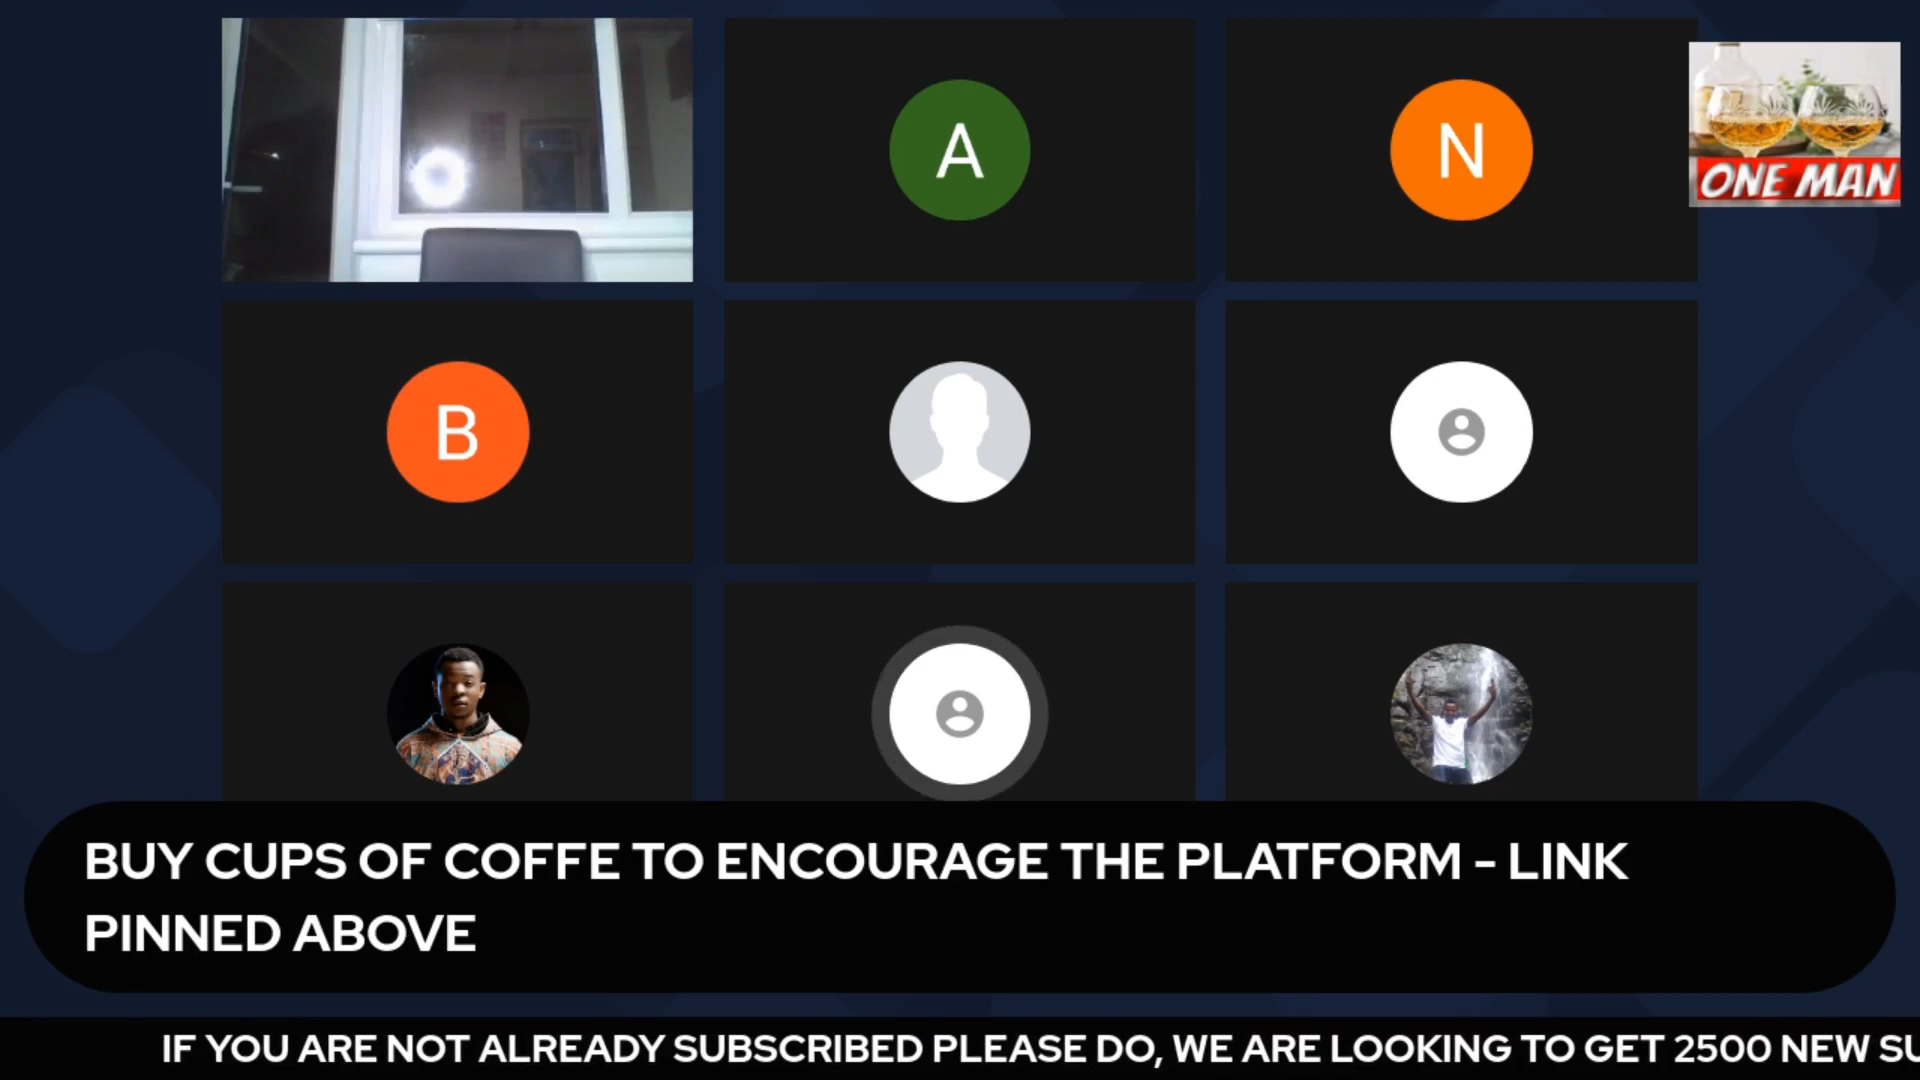 A
N
ONE MAN
B
BUY CUPS OF COFFE TO ENCOURAGE THE PLATFORM - LINK
PINNED ABOVE
IF YOU ARE NOT ALREADY SUBSCRIBED PLEASE DO, WE ARE LOOKING TO GET 2500 NEW SU